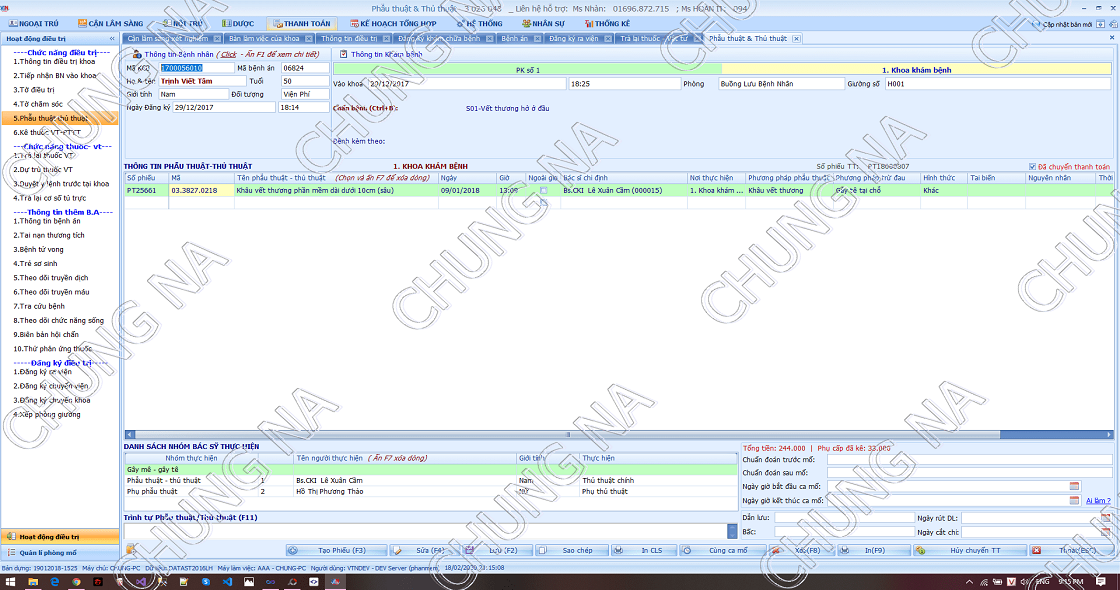 Phẫu thuật & Thủ thuật
_ Liên hệ hỗ trợ: Ms Nhàn: 01696.872.715 ; Ms HUÂN
NGOẠI TRÚ
CẬN LÂM SÀNG
NỘI TRÚ
DƯỢC
THANH TOÁN
KẾ HOẠCH TỔNG HỢP
HỆ THỐNG
NHÂN SỰ
THỐNG KÊ
Cập nhật bản mới
Hoạt động điều trị
Cận lâm sàng xét nghiệm
Bàn làm việc của khoa
Thông tin điều trị
Đăng ký khám chữa bệnh
Bệnh án
Đăng ký ra viện
Trả lại thuốc - Vật tư
Phẫu thuật & Thủ thuật
----Chức năng điều trị----
1.Thông tin điều trị khoa
2.Tiếp nhận BN vào khoa
3.Tờ điều trị
4.Tờ chăm sóc
5.Phẫu thuật thủ thuật
6.Kê thuốc VT-PTTT
---Chức năng thuốc- vt---
1.Trả lại thuốc VT
2.Dự trù thuốc VT
3.Duyệt y lệnh trước tại khoa
4.Trả lại cơ số tủ trực
----Thông tin thêm B.A----
1.Thông tin bệnh án
2.Tai nạn thương tích
3.Bệnh tử vong
4.Trẻ sơ sinh
5.Theo dõi truyền dịch
6.Theo dõi truyền máu
7.Tra cứu bệnh
8.Theo dõi chức năng sống
9.Biên bản hội chẩn
10.Thử phản ứng thuốc
-----Đăng ký điều trị-----
1.Đăng ký ra viện
2.Đăng ký chuyển viện
3.Đăng ký chuyển khoa
4.Xếp phòng giường
Hoạt động điều trị
Quản lí phòng mổ
Thông tin Bệnh nhân (Click - Ấn F1 để xem chi tiết)
Mã KCB 1700056010 Mã bệnh án 06824
Họ & tên Trịnh Viết Tâm Tuổi 50
Giới tính Nam Đối tượng Viện Phí
Ngày Đăng ký 29/12/2017 18:14
Thông tin Khám bệnh
PK số 1
1. Khoa khám bệnh
Vào khoa 29/12/2017 18:25 Phòng Buồng Lưu Bệnh Nhân Giường số H001
Chẩn bệnh (Ctrl+B): S01-Vết thương hở ở đầu
Bệnh kèm theo:
THÔNG TIN PHẪU THUẬT-THỦ THUẬT
1. KHOA KHÁM BỆNH
Số phiếu TT:
Đã chuyển thanh toán
Số phiếu Mã Tên phẫu thuật - thủ thuật (Chọn và ấn F7 để xóa dòng) Ngày Giờ Ngoài giờ Bác sĩ chỉ định Nơi thực hiện Phương pháp phẫu thuật Phương pháp trừ đau Hình thức Tai biến Nguyên nhân Thời
PT25661 03.3827.0218 Khâu vết thương phần mềm dài dưới 10cm (sâu) 09/01/2018 13:09 Bs.CKI Lê Xuân Cầm (000015) 1. Khoa khám ... Khâu vết thương Gây tê tại chỗ Khác
DANH SÁCH NHÓM BÁC SỸ THỰC HIỆN
Nhóm thực hiện Tên người thực hiện ( Ấn F7 xóa dòng) Giới tính Thực hiện
Gây mê - gây tê
Phẫu thuật - thủ thuật 1 Bs.CKI Lê Xuân Cầm Nam Thủ thuật chính
Phụ phẫu thuật 2 Hồ Thị Phương Thảo Nữ Phụ thủ thuật
Trình tự Phẫu thuật/Thủ thuật (F11)
Tổng tiền: 244.000 | Phụ cấp đã kê: 33.000
Chuẩn đoán trước mổ:
Chuẩn đoán sau mổ:
Ngày giờ bắt đầu ca mổ:
Ngày giờ kết thúc ca mổ:
Ai làm ?
Dẫn lưu: Ngày rút DL:
Bấc: Ngày cắt chỉ:
Tạo Phiếu (F3)
Sửa (F4)
Lưu (F2)
Sao chép
In CLS
Cùng ca mổ
Xóa(F8)
In(F9)
Hủy chuyển TT
Thoát(ESC)
Bản dựng: 19012018-1525 Máy chủ: CHUNG-PC Dữ liệu: DATAST2016LH Máy làm việc: AAA - CHUNG-PC Người dùng: VTNDEV - DEV Server
ENG 9:15 PM
CHUNG NA
CHUNG NA
CHUNG NA
CHUNG NA
CHUNG NA
CHUNG NA
CHUNG NA
CHUNG NA
CHUNG NA